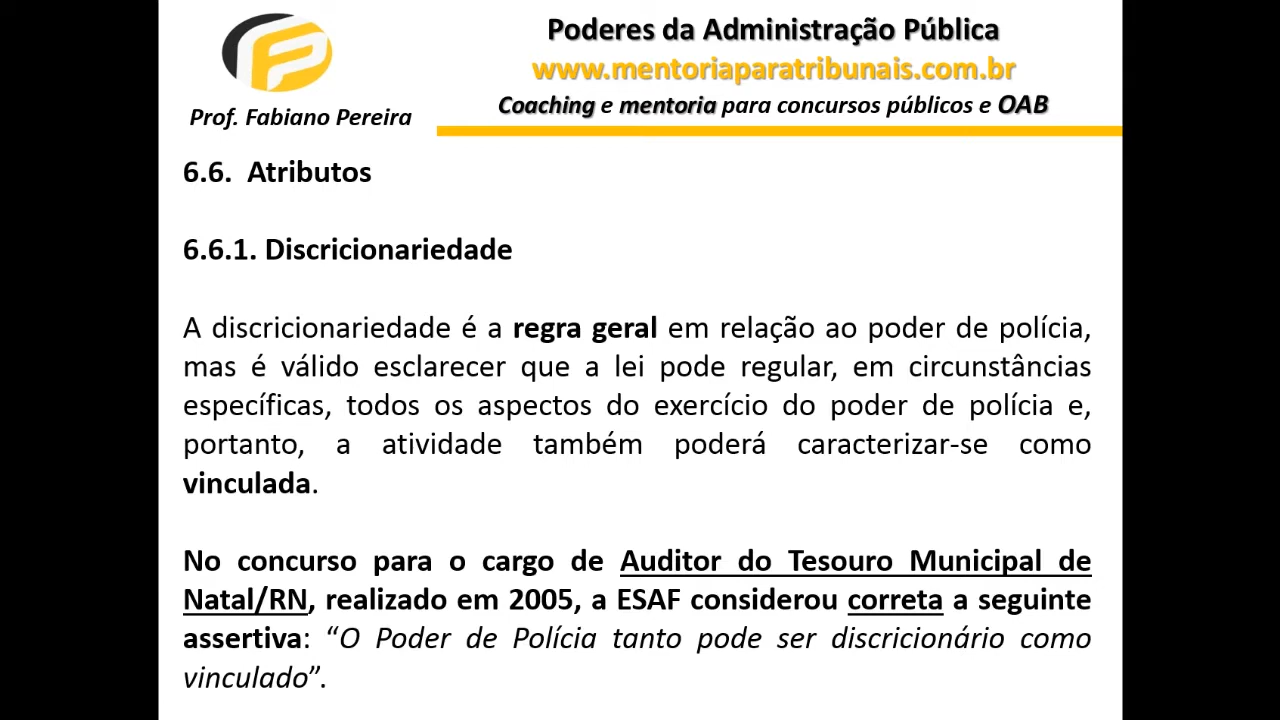 Poderes da Administração Pública
www.mentoriaparatribunais.com.br
Coaching e mentoria para concursos públicos e OAB
Prof. Fabiano Pereira
6.6. Atributos
6.6.1. Discricionariedade
A discricionariedade é a regra geral em relação ao poder de polícia,
mas é válido esclarecer que a lei pode regular, em circunstâncias
específicas, todos os aspectos do exercício do poder de polícia e,
portanto, a atividade também poderá caracterizar-se como
vinculada.
No concurso para o cargo de Auditor do Tesouro Municipal de
Natal/RN, realizado em 2005, a ESAF considerou correta a seguinte
assertiva: “O Poder de Polícia tanto pode ser discricionário como
vinculado”.